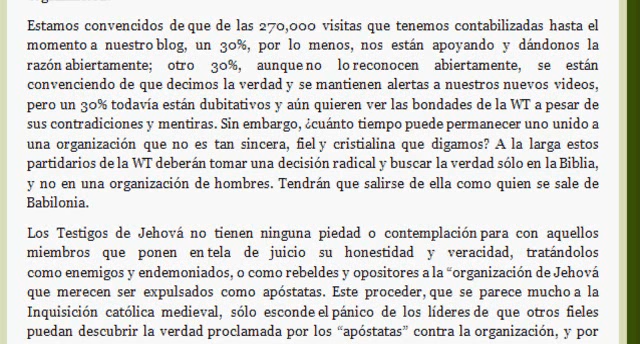 Estamos convencidos de que de las 270,000 visitas que tenemos contabilizadas hasta el
momento a nuestro blog, un 30%, por lo menos, nos están apoyando y dándonos la
razón abiertamente; otro 30%, aunque no lo reconocen abiertamente, se están
convenciendo de que decimos la verdad y se mantienen alertas a nuestros nuevos videos,
pero un 30% todavía están dubitativos y aún quieren ver las bondades de la WT a pesar de
sus contradiciones y mentiras. Sin embargo, ¿cuánto tiempo puede permanecer uno unido a
una organización que no es tan sincera, fiel y cristialina que digamos? A la larga estos
partidarios de la WT deberán tomar una decisión radical y buscar la verdad sólo en la Biblia,
y no en una organización de hombres. Tendrán que salirse de ella como quien se sale de
Babilonia.
Los Testigos de Jehová no tienen ninguna piedad o contemplación para con aquellos
miembros que ponen en tela de juicio su honestidad y veracidad, tratándolos
como enemigos y endemoniados, o como rebeldes y opositores a la “organización de Jehová
que merecen ser expulsados como apóstatas. Este proceder, que se parece mucho a la
Inquisición católica medieval, sólo esconde el pánico de los líderes de que otros fieles
puedan descubrir la verdad proclamada por los “apóstatas” contra la organización, y por